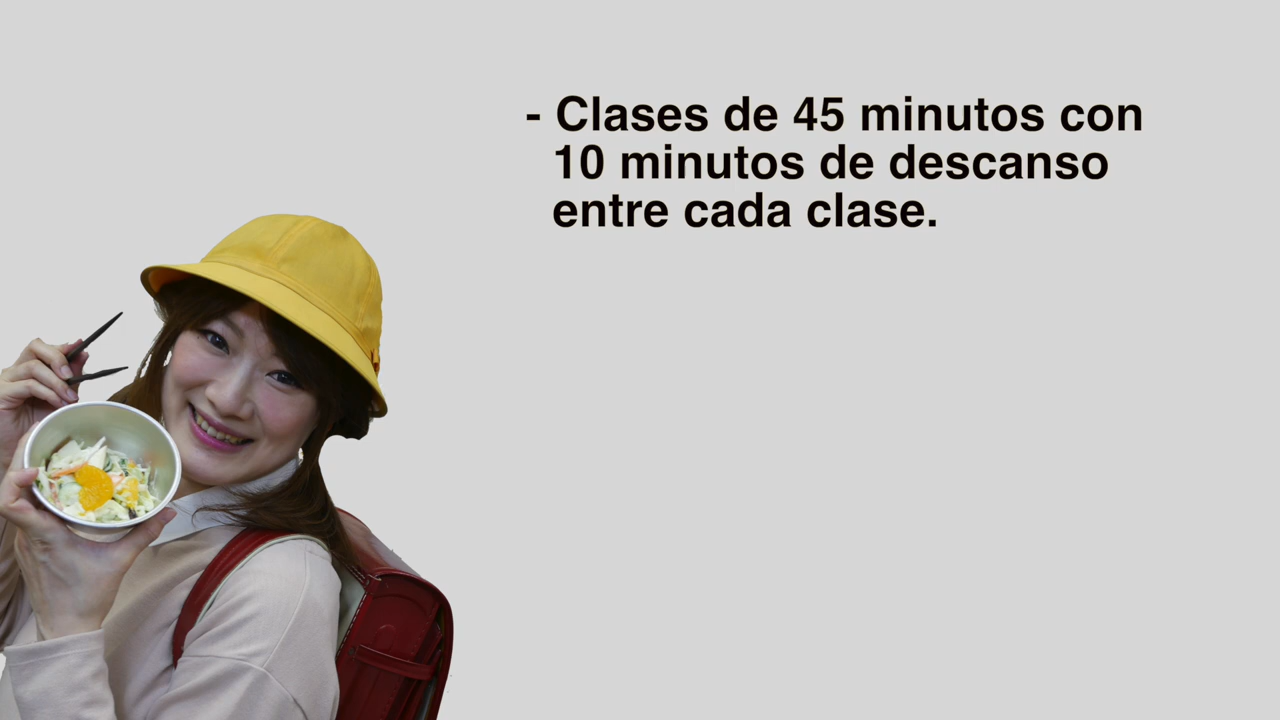 - Clases de 45 minutos con
10 minutos de descanso
entre cada clase.